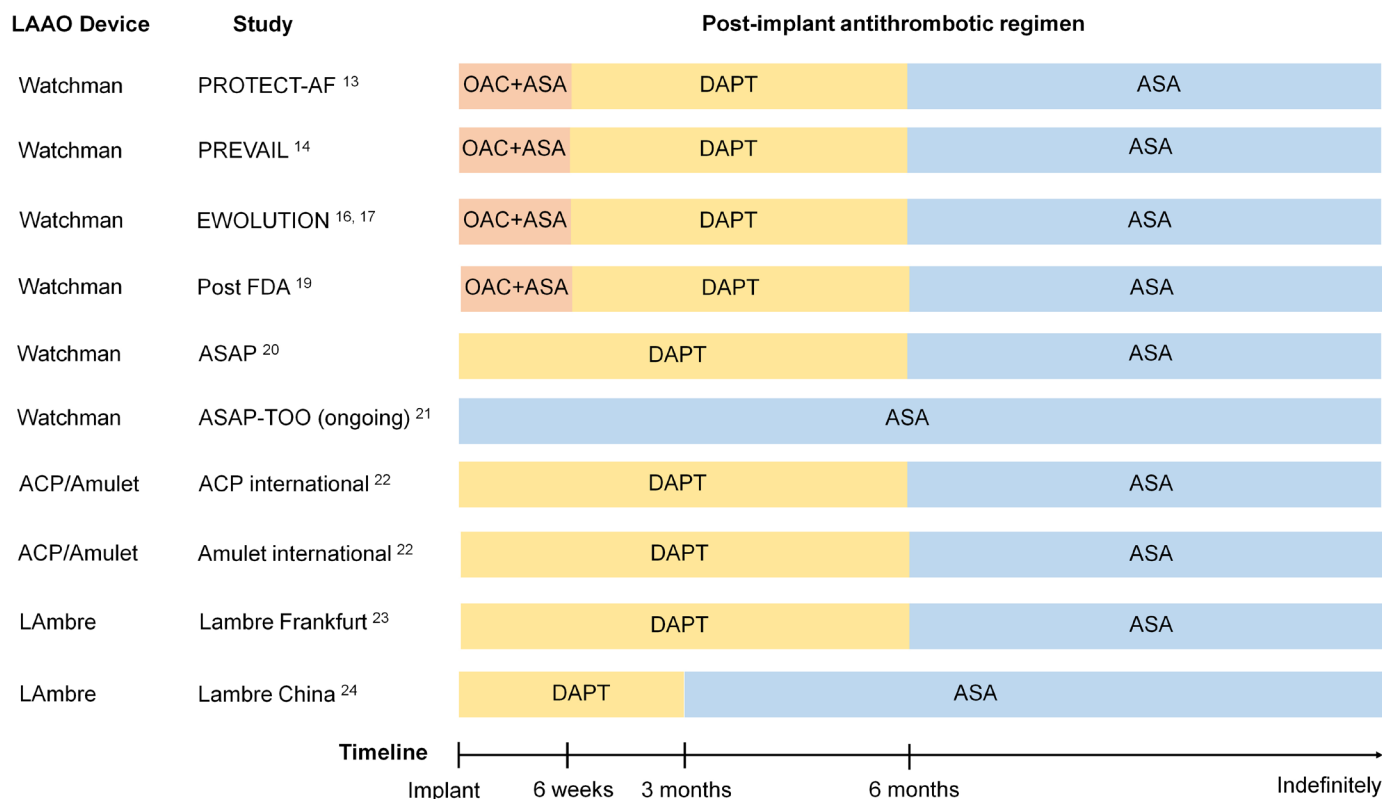 LAAO Device Study Post-implant antithrombotic regimen
Watchman PROTECT-AF 13 OAC+ASA DAPT ASA
Watchman PREVAIL 14 OAC+ASA DAPT ASA
Watchman EWOLUTION 16, 17 OAC+ASA DAPT ASA
Watchman Post FDA 19 OAC+ASA DAPT ASA
Watchman ASAP 20 DAPT ASA
Watchman ASAP-TOO (ongoing) 21 ASA
ACP/Amulet ACP international 22 DAPT ASA
ACP/Amulet Amulet international 22 DAPT ASA
LAmbre Lambre Frankfurt 23 DAPT ASA
LAmbre Lambre China 24 DAPT ASA
Timeline
Implant 6 weeks 3 months 6 months Indefinitely